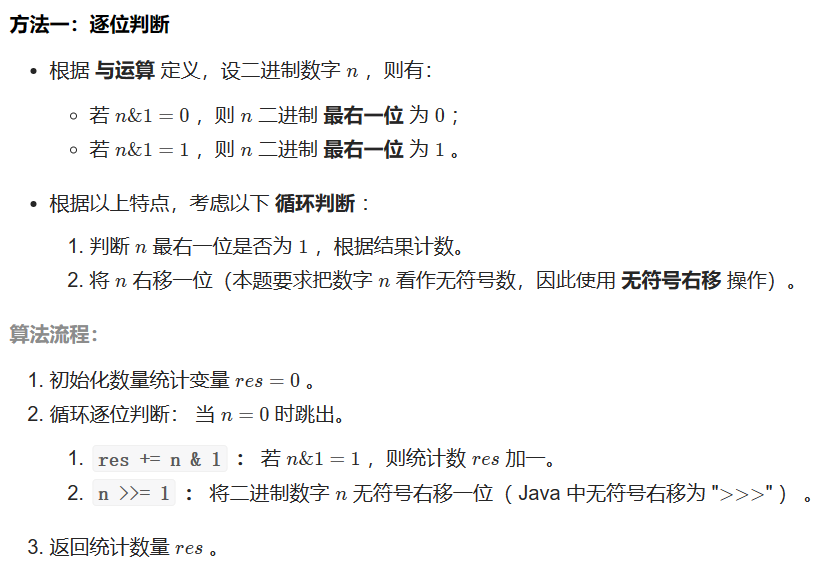 方法一：逐位判断
• 根据 与运算 定义，设二进制数字 n ，则有：
◦ 若 n&1 = 0 ，则 n 二进制 最右一位 为 0 ；
◦ 若 n&1 = 1 ，则 n 二进制 最右一位 为 1 。
• 根据以上特点，考虑以下 循环判断 ：
1. 判断 n 最右一位是否为 1 ，根据结果计数。
2. 将 n 右移一位（本题要求把数字 n 看作无符号数，因此使用 无符号右移 操作）。
算法流程：
1. 初始化数量统计变量 res = 0 。
2. 循环逐位判断： 当 n = 0 时跳出。
1. res += n & 1 ： 若 n&1 = 1 ，则统计数 res 加一。
2. n >>= 1 ： 将二进制数字 n 无符号右移一位（ Java 中无符号右移为 ">>>" ） 。
3. 返回统计数量 res 。